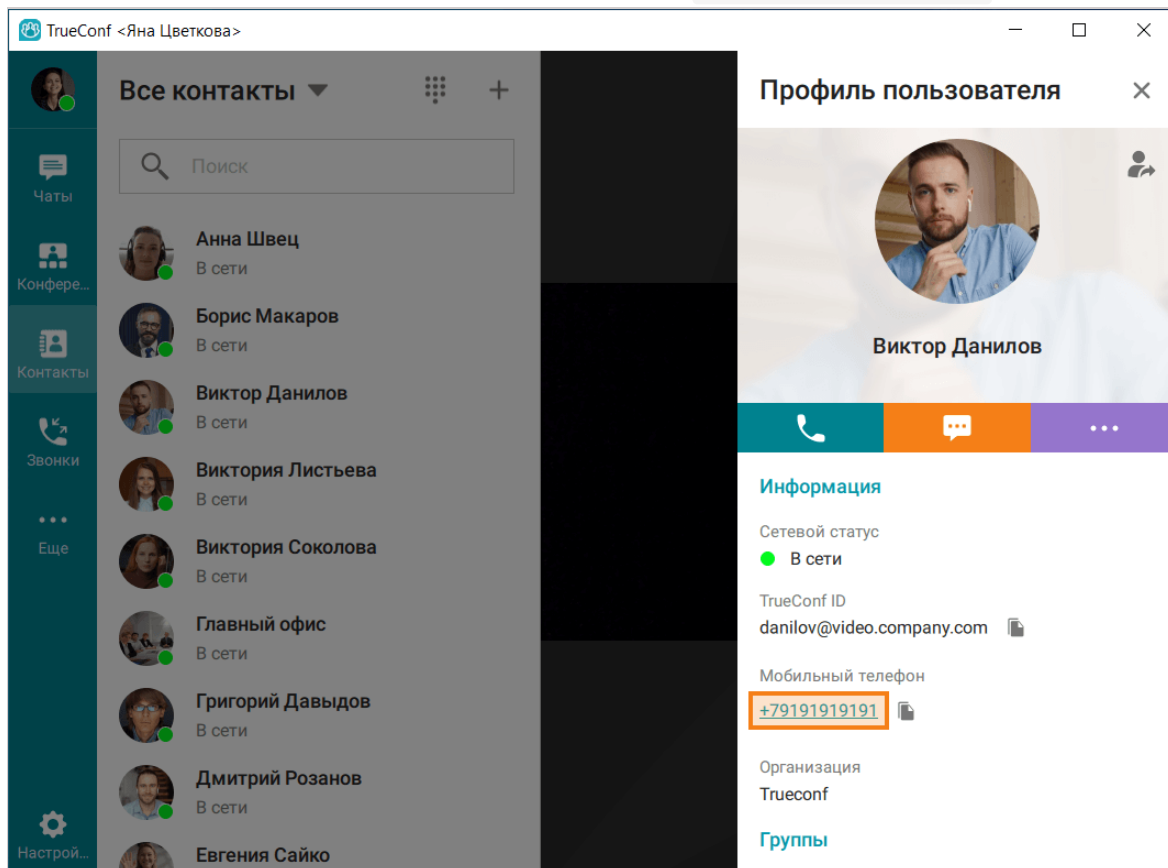 TrueConf <Яна Цветкова>
Все контакты
Поиск
Чаты
Конфере...
Контакты
Звонки
Еще
Настрой...
Анна Швец
В сети
Борис Макаров
В сети
Виктор Данилов
В сети
Виктория Листьева
В сети
Виктория Соколова
В сети
Главный офис
В сети
Григорий Давыдов
В сети
Дмитрий Розанов
В сети
Евгения Сайко
Профиль пользователя
Виктор Данилов
Информация
Сетевой статус
В сети
TrueConf ID
danilov@video.company.com
Мобильный телефон
+79191919191
Организация
Trueconf
Группы